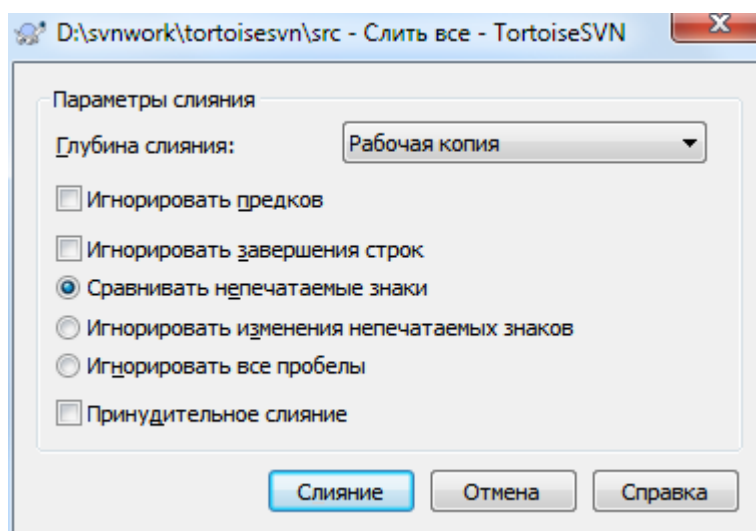 D:\svnwork\tortoisesvn\src - Слить все - TortoiseSVN
Параметры слияния
Глубина слияния:
Рабочая копия
Игнорировать предков
Игнорировать завершения строк
Сравнивать непечатаемые знаки
Игнорировать изменения непечатаемых знаков
Игнорировать все пробелы
Принудительное слияние
Слияние
Отмена
Справка